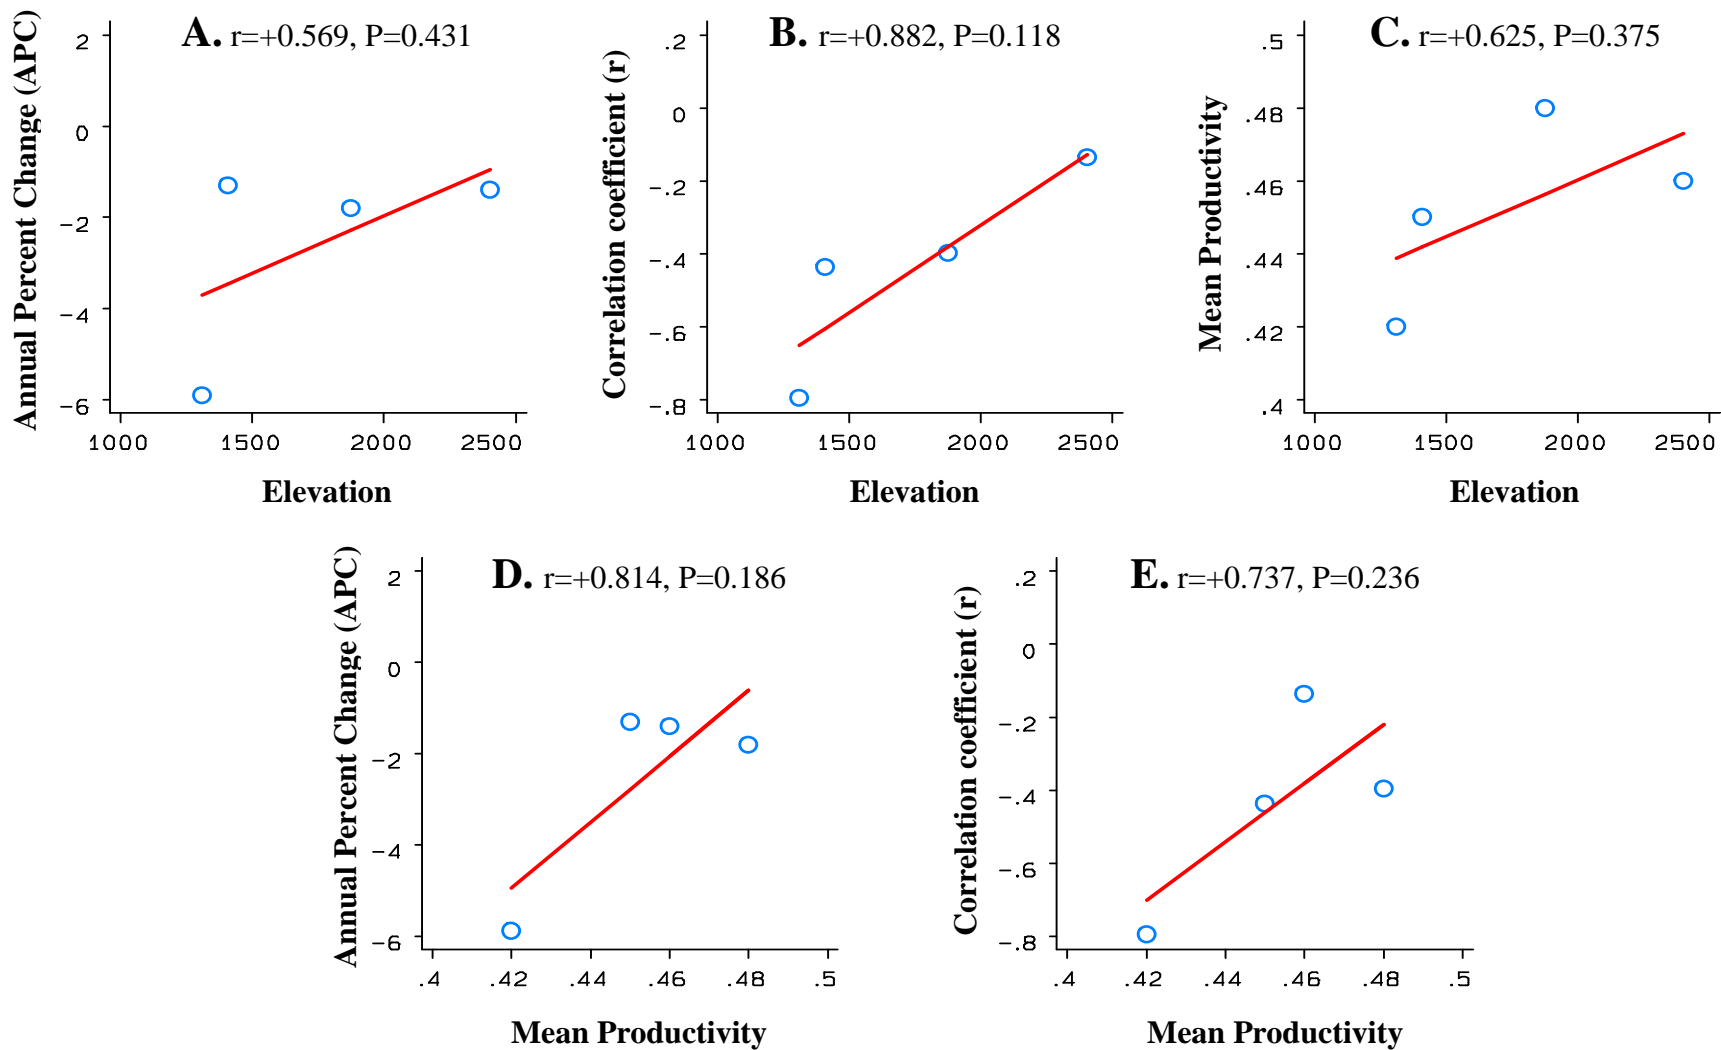 A. r=+0.569, P=0.431
Annual Percent Change (APC)
2
0
-2
-4
-6
1000 1500 2000 2500
Elevation
B. r=+0.882, P=0.118
Correlation coefficient (r)
.2
0
-.2
-.4
-.6
-.8
1000 1500 2000 2500
Elevation
C. r=+0.625, P=0.375
Mean Productivity
.5
.48
.46
.44
.42
.4
1000 1500 2000 2500
Elevation
D. r=+0.814, P=0.186
Annual Percent Change (APC)
2
0
-2
-4
-6
.4 .42 .44 .46 .48 .5
Mean Productivity
E. r=+0.737, P=0.236
Correlation coefficient (r)
.2
0
-.2
-.4
-.6
-.8
.4 .42 .44 .46 .48 .5
Mean Productivity